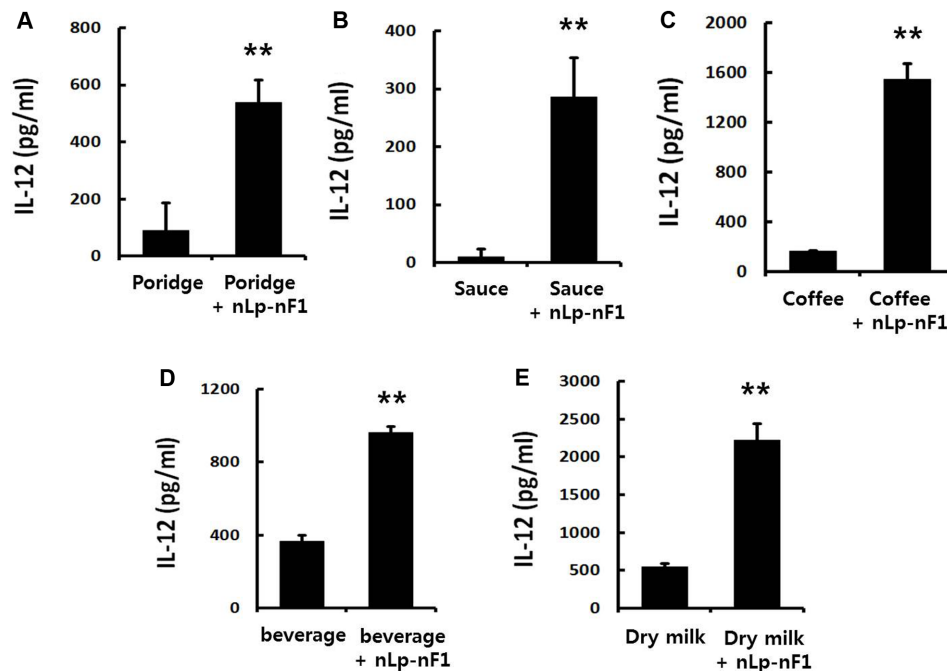 A
IL-12 (pg/ml)
800
600
400
200
0
**
Poridge
Poridge
+ nLp-nF1
B
IL-12 (pg/ml)
400
300
200
100
0
**
Sauce
Sauce
+ nLp-nF1
C
IL-12 (pg/ml)
2000
1600
1200
800
400
0
**
Coffee
Coffee
+ nLp-nF1
D
IL-12 (pg/ml)
1200
800
400
0
**
beverage
beverage
+ nLp-nF1
E
IL-12 (pg/ml)
3000
2500
2000
1500
1000
500
0
**
Dry milk
Dry milk
+ nLp-nF1